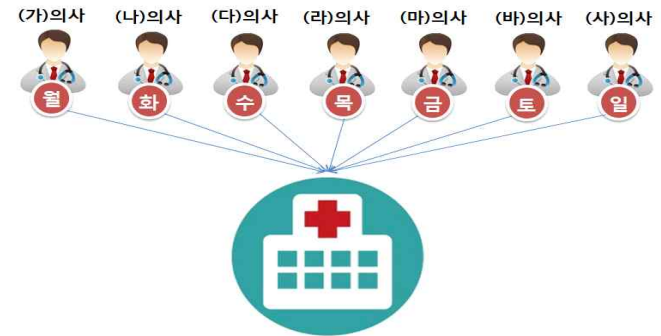 (가)의사 (나)의사 (다)의사 (라)의사 (마)의사 (바)의사 (사)의사
월 화 수 목 금 토 일